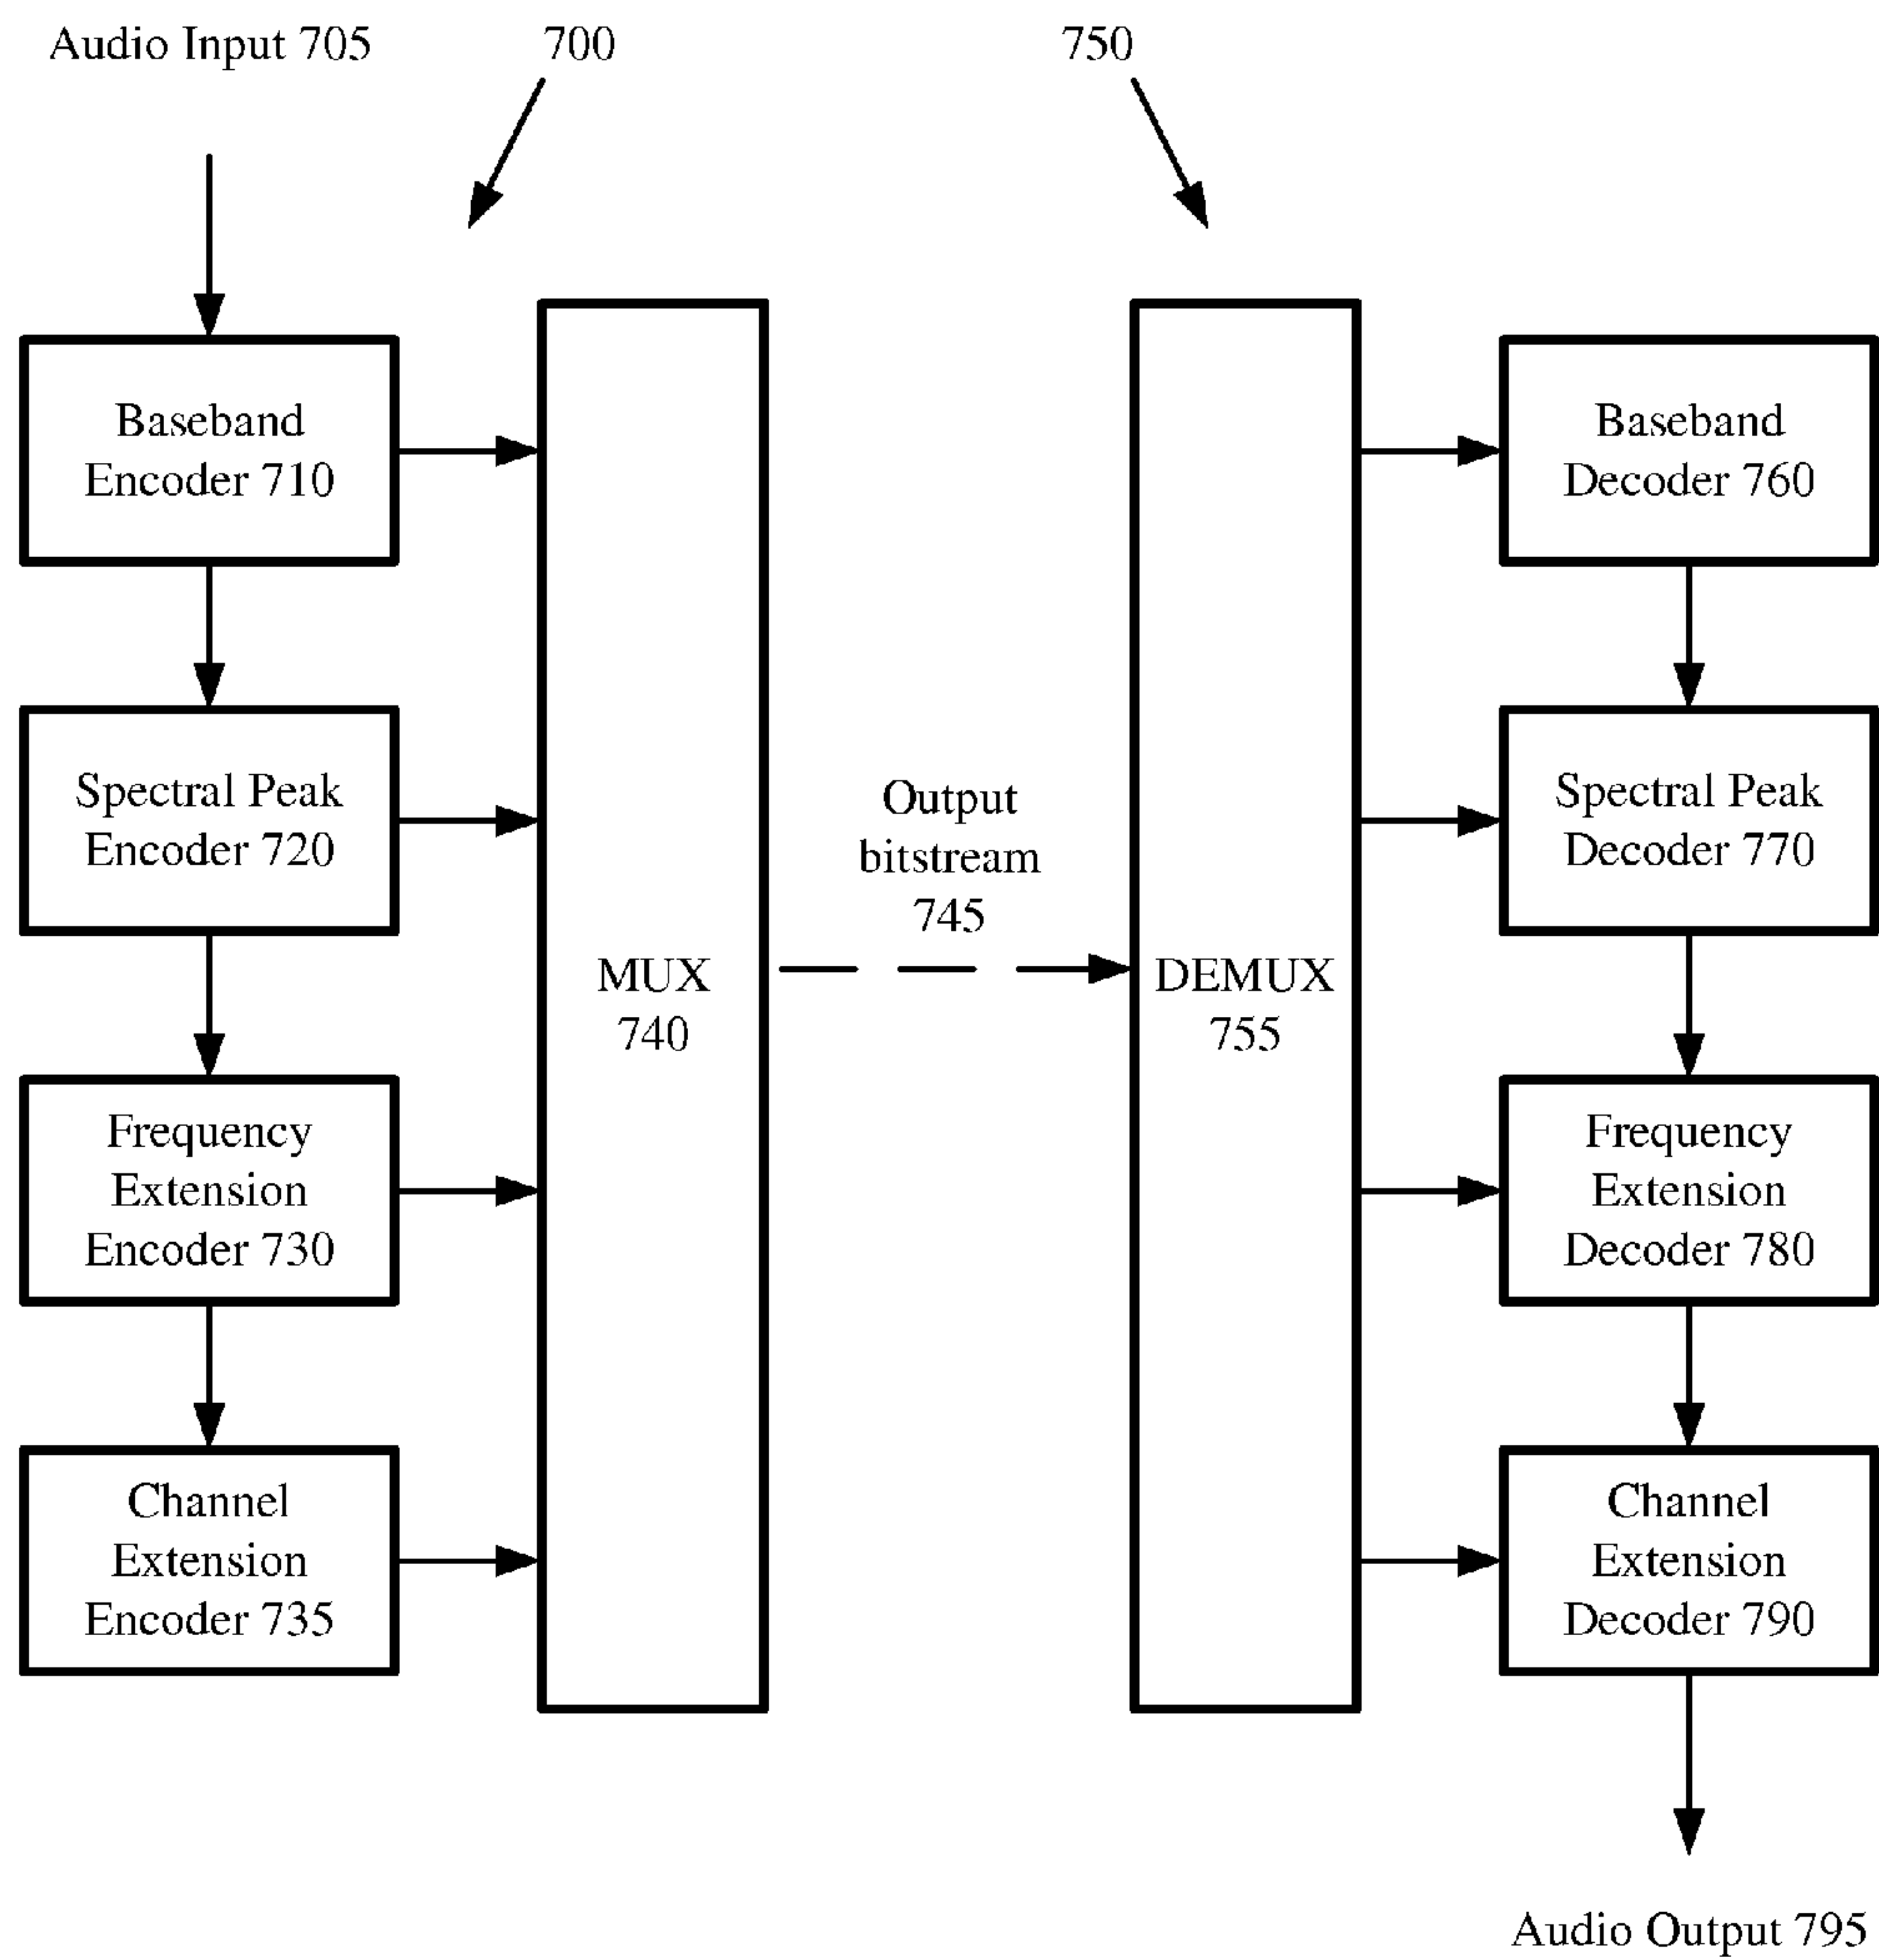 Audio Input 705
700
750
Baseband
Encoder 710
Spectral Peak
Encoder 720
Frequency
Extension
Encoder 730
Channel
Extension
Encoder 735
MUX
740
Output
bitstream
745
DEMUX
755
Baseband
Decoder 760
Spectral Peak
Decoder 770
Frequency
Extension
Decoder 780
Channel
Extension
Decoder 790
Audio Output 795